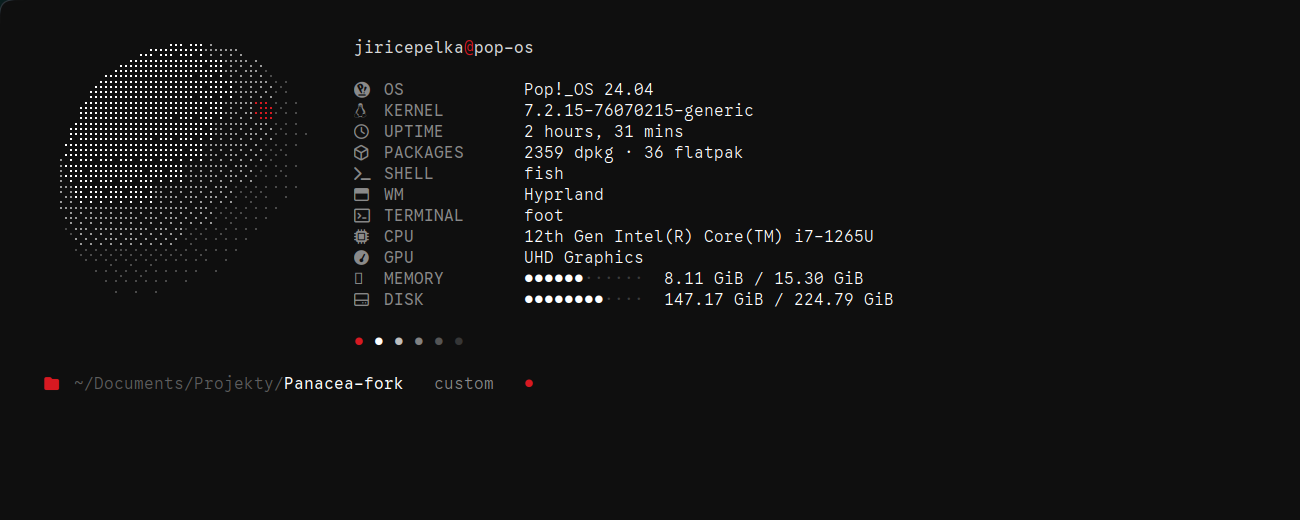 jiricepelka@pop-os
OS Pop!_OS 24.04
KERNEL 7.2.15-76070215-generic
UPTIME 2 hours, 31 mins
PACKAGES 2359 dpkg · 36 flatpak
SHELL fish
WM Hyprland
TERMINAL foot
CPU 12th Gen Intel(R) Core(TM) i7-1265U
GPU UHD Graphics
MEMORY ●●●●●●······ 8.11 GiB / 15.30 GiB
DISK ●●●●●●●●···· 147.17 GiB / 224.79 GiB
~/Documents/Projekty/Panacea-fork custom ●